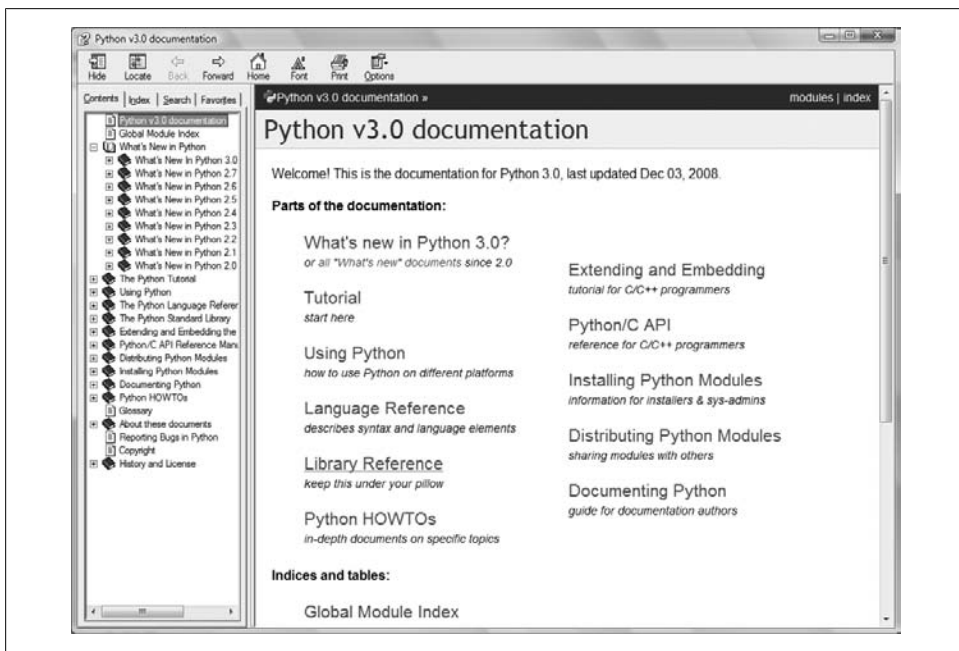 Python v3.0 documentation
Hide Locate Back Forward Home Font Print Options
Contents Index Search Favorites
Python v3.0 documentation
Global Module Index
What's New in Python
What's New In Python 3.0
What's New in Python 2.7
What's New in Python 2.6
What's New in Python 2.5
What's New in Python 2.4
What's New in Python 2.3
What's New in Python 2.2
What's New in Python 2.1
What's New in Python 2.0
The Python Tutorial
Using Python
The Python Language Referer
The Python Standard Library
Extending and Embedding the
Python/C API Reference Manu
Distributing Python Modules
Installing Python Modules
Documenting Python
Python HOWTOs
Glossary
About these documents
Reporting Bugs in Python
Copyright
History and License
Python v3.0 documentation » modules | index
Python v3.0 documentation
Welcome! This is the documentation for Python 3.0, last updated Dec 03, 2008.
Parts of the documentation:
What's new in Python 3.0?
or all "What's new" documents since 2.0
Tutorial
start here
Using Python
how to use Python on different platforms
Language Reference
describes syntax and language elements
Library Reference
keep this under your pillow
Python HOWTOs
in-depth documents on specific topics
Extending and Embedding
tutorial for C/C++ programmers
Python/C API
reference for C/C++ programmers
Installing Python Modules
information for installers & sys-admins
Distributing Python Modules
sharing modules with others
Documenting Python
guide for documentation authors
Indices and tables:
Global Module Index